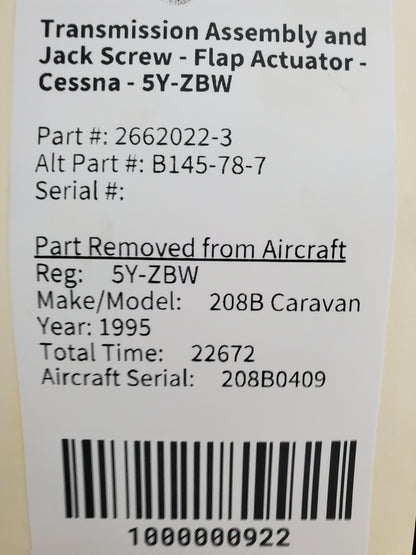 Transmission Assembly and
Jack Screw - Flap Actuator -
Cessna - 5Y-ZBW
Part #: 2662022-3
Alt Part #: B145-78-7
Serial #:
Part Removed from Aircraft
Reg: 5Y-ZBW
Make/Model: 208B Caravan
Year: 1995
Total Time: 22672
Aircraft Serial: 208B0409
1000000922